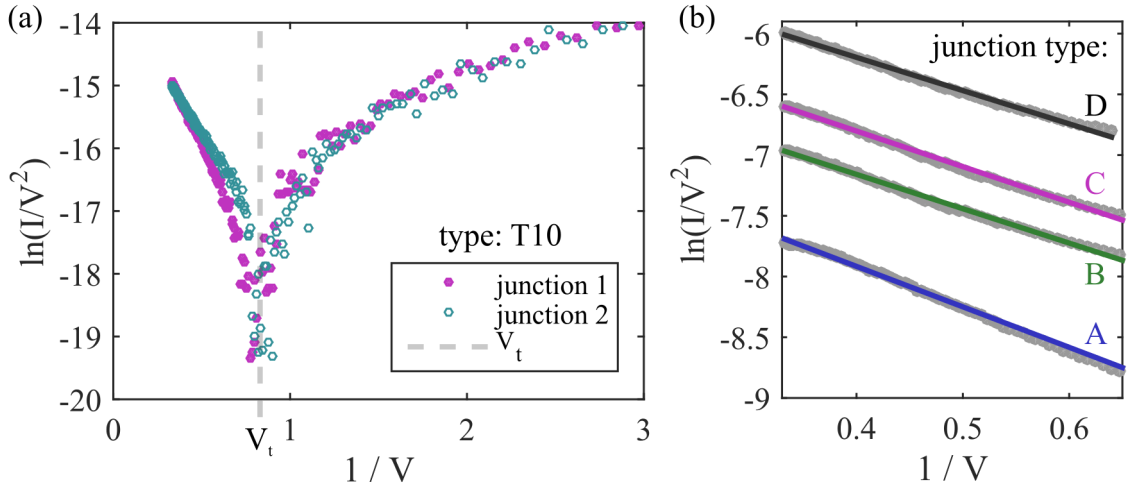 (a)
-14
-15
-16
-17
-18
-19
-20
ln(I/V²)
type: T10
junction 1
junction 2
V_t
0
V_t
1
2
3
1 / V
(b)
-6
-6.5
-7
-7.5
-8
-8.5
-9
ln(I/V²)
junction type:
D
C
B
A
0.4
0.5
0.6
1 / V